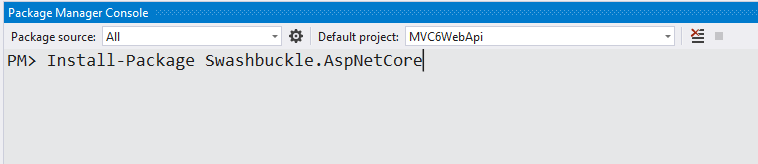 Package Manager Console
Package source: All Default project: MVC6WebApi
PM> Install-Package Swashbuckle.AspNetCore